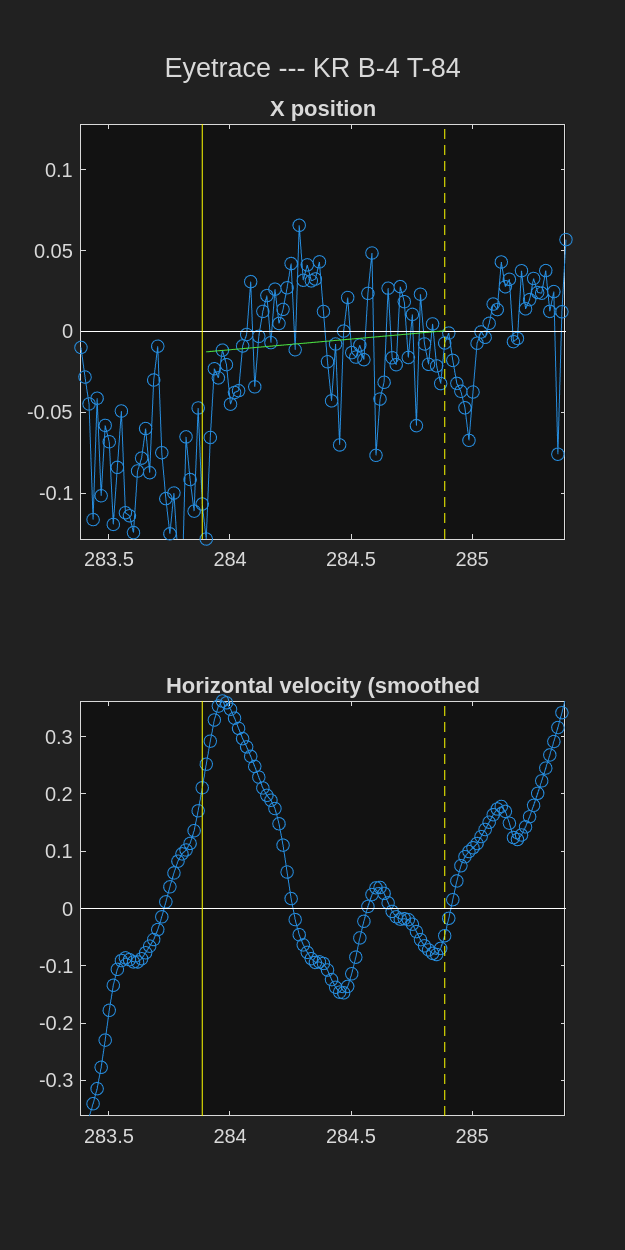 Eyetrace --- KR B-4 T-84
X position
0.1
0.05
0
-0.05
-0.1
283.5 284 284.5 285
Horizontal velocity (smoothed
0.3
0.2
0.1
0
-0.1
-0.2
-0.3
283.5 284 284.5 285